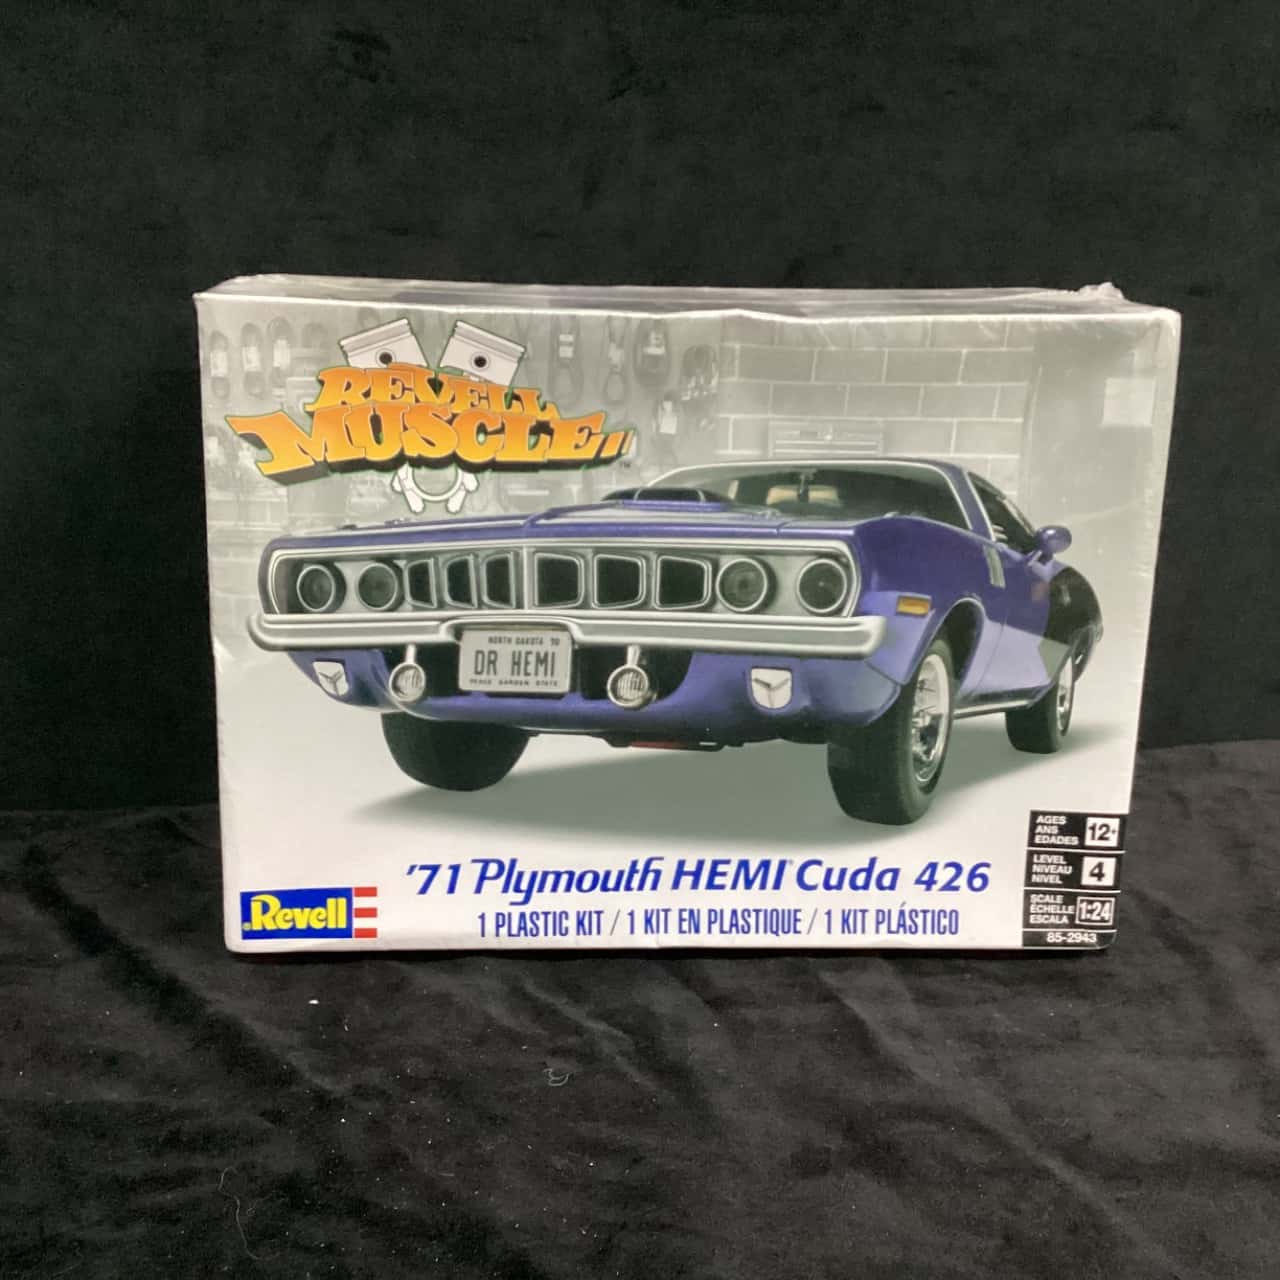 REVELL
MUSCLE
™
NORTH DAKOTA 70
DR HEMI
PEACE GARDEN STATE
'71 Plymouth HEMI® Cuda 426
1 PLASTIC KIT / 1 KIT EN PLASTIQUE / 1 KIT PLÁSTICO
Revell
AGES
ANS
EDADES
12+
LEVEL
NIVEAU
NIVEL
4
SCALE
ÉCHELLE
ESCALA
1:24
85-2943